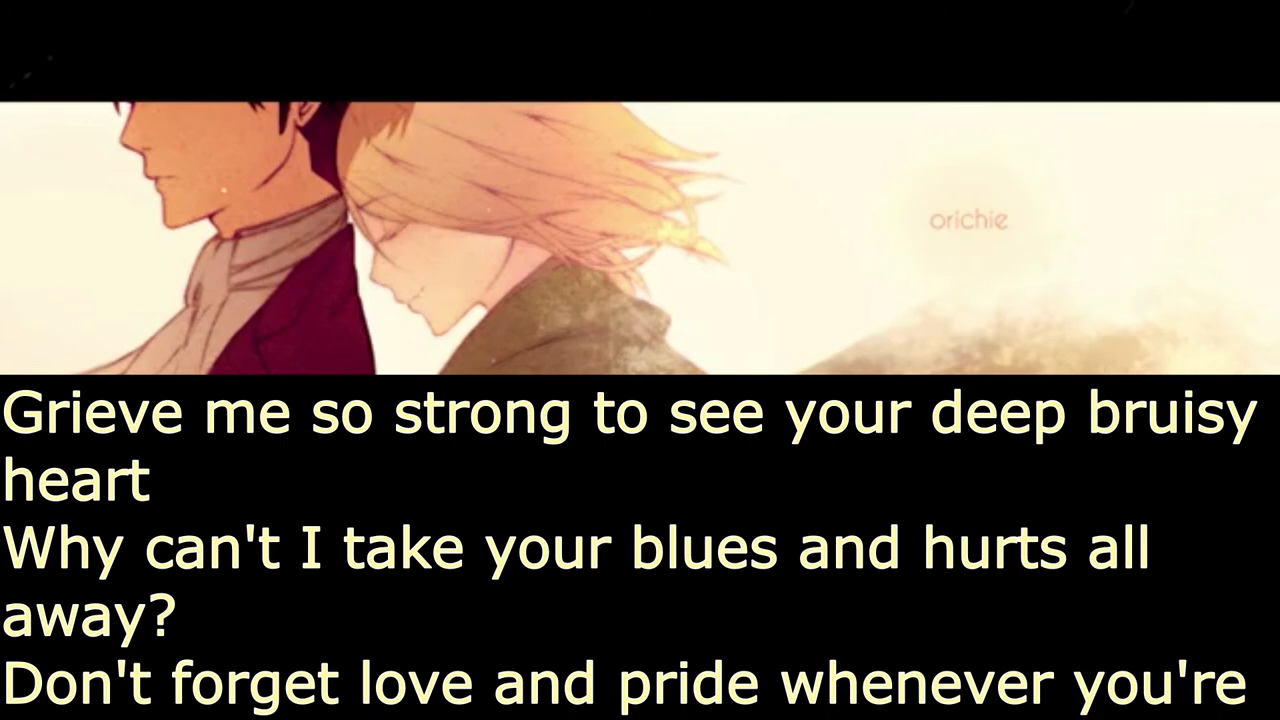 orichie
Grieve me so strong to see your deep bruisy
heart
Why can't I take your blues and hurts all
away?
Don't forget love and pride whenever you're